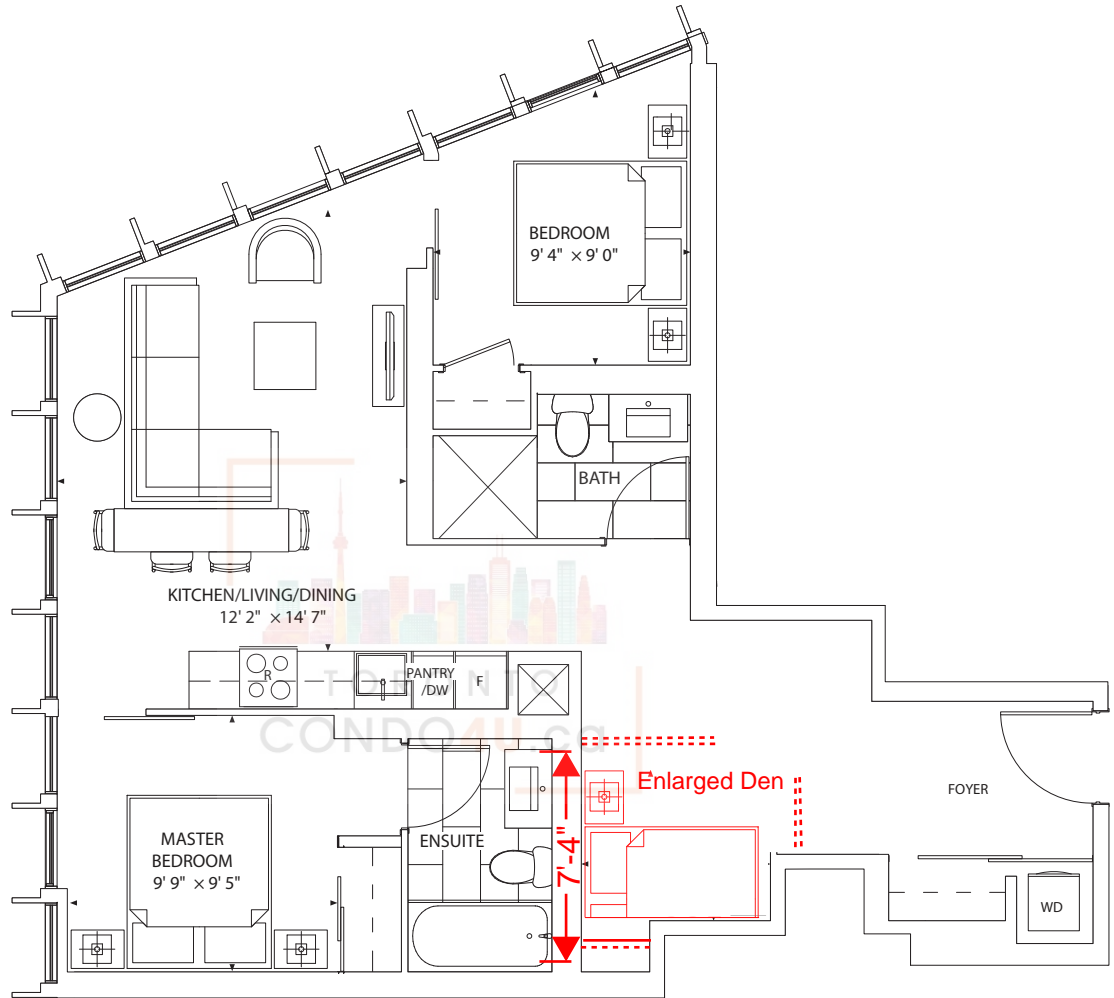 BEDROOM
9' 4" × 9' 0"
BATH
KITCHEN/LIVING/DINING
12' 2" × 14' 7"
R
PANTRY
/DW
F
TORONTO
CONDO4U.ca
Enlarged Den
FOYER
MASTER
BEDROOM
9' 9" × 9' 5"
ENSUITE
7'-4"
WD